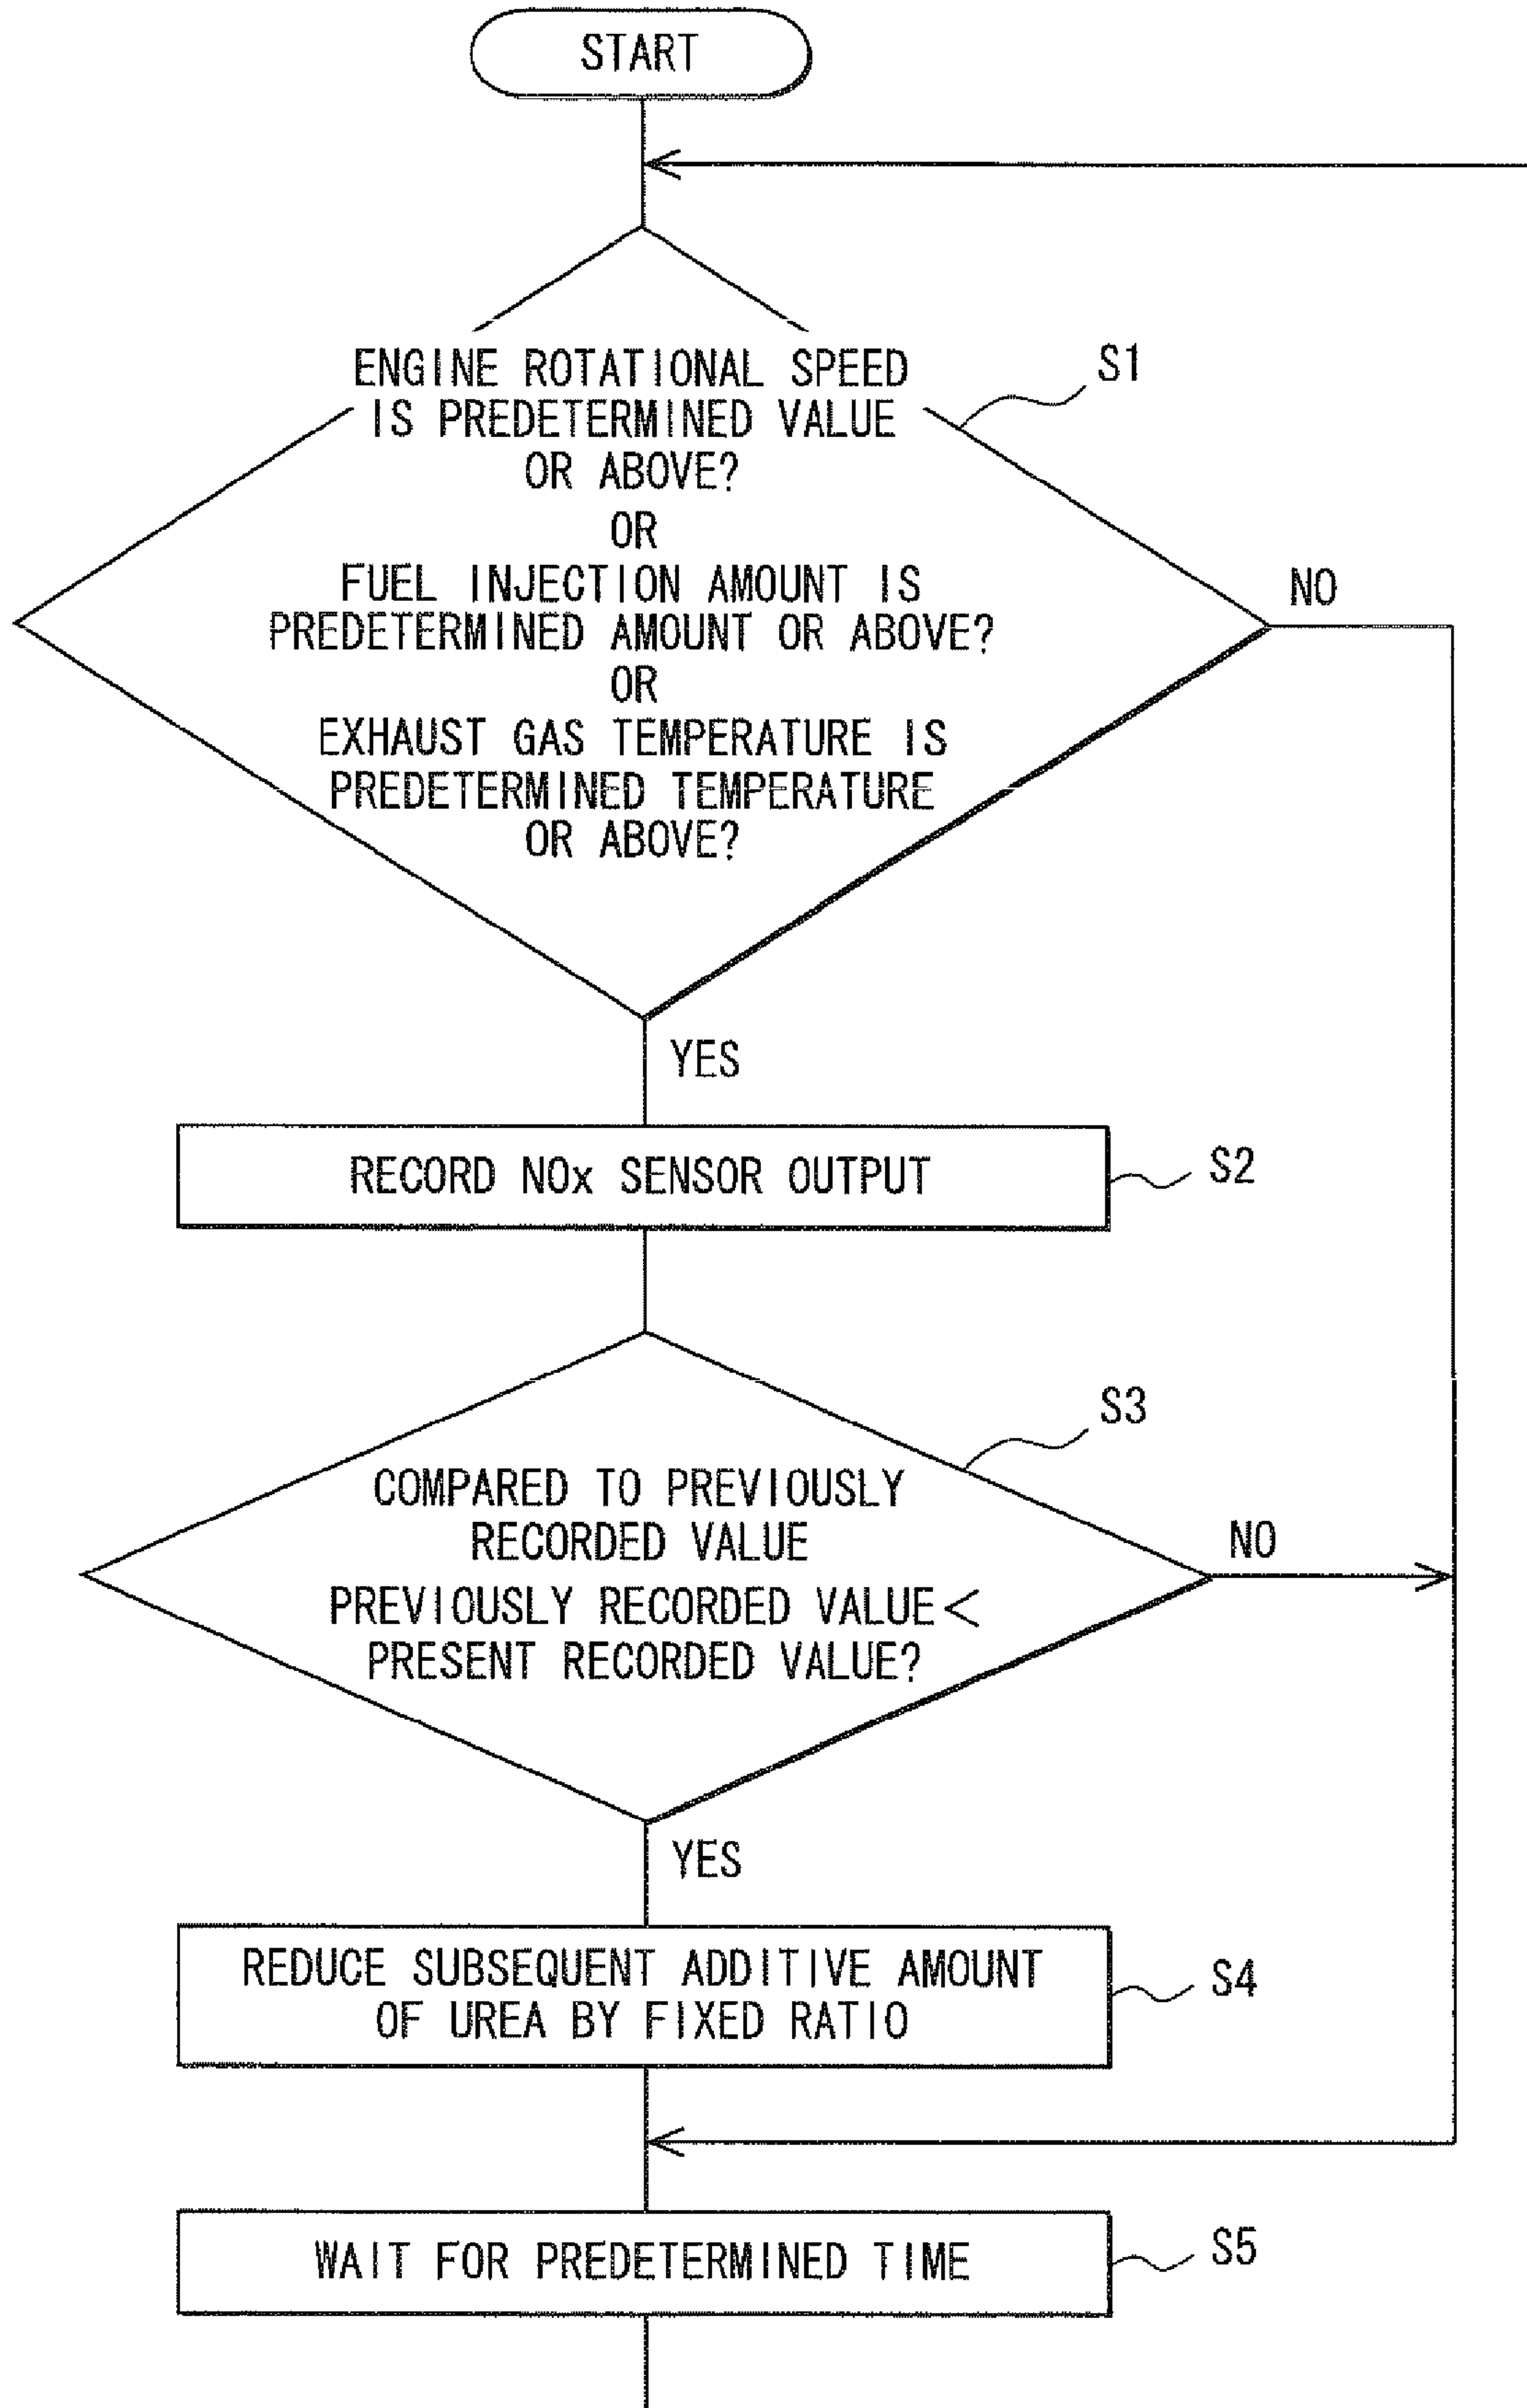 START
S1
ENGINE ROTATIONAL SPEED
IS PREDETERMINED VALUE
OR ABOVE?
OR
FUEL INJECTION AMOUNT IS
PREDETERMINED AMOUNT OR ABOVE?
OR
EXHAUST GAS TEMPERATURE IS
PREDETERMINED TEMPERATURE
OR ABOVE?
NO
YES
RECORD NOx SENSOR OUTPUT
S2
S3
COMPARED TO PREVIOUSLY
RECORDED VALUE
PREVIOUSLY RECORDED VALUE<
PRESENT RECORDED VALUE?
NO
YES
REDUCE SUBSEQUENT ADDITIVE AMOUNT
OF UREA BY FIXED RATIO
S4
WAIT FOR PREDETERMINED TIME
S5